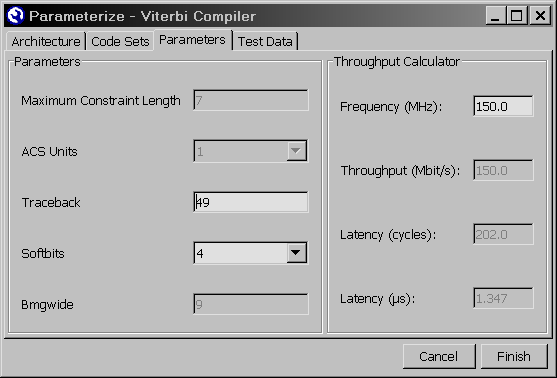 Parameterize - Viterbi Compiler
Architecture Code Sets Parameters Test Data
Parameters
Maximum Constraint Length 7
ACS Units 1
Traceback 49
Softbits 4
Bmgwide 9
Throughput Calculator
Frequency (MHz): 150.0
Throughput (Mbit/s): 150.0
Latency (cycles): 202.0
Latency (µs): 1.347
Cancel Finish